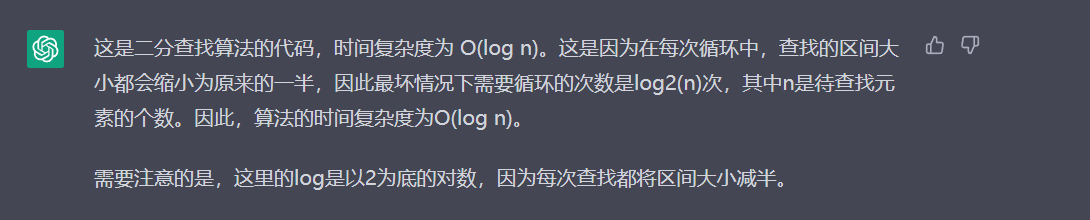 这是二分查找算法的代码，时间复杂度为 O(log n)。这是因为在每次循环中，查找的区间大
小都会缩小为原来的一半，因此最坏情况下需要循环的次数是log2(n)次，其中n是待查找元
素的个数。因此，算法的时间复杂度为O(log n)。
需要注意的是，这里的log是以2为底的对数，因为每次查找都将区间大小减半。